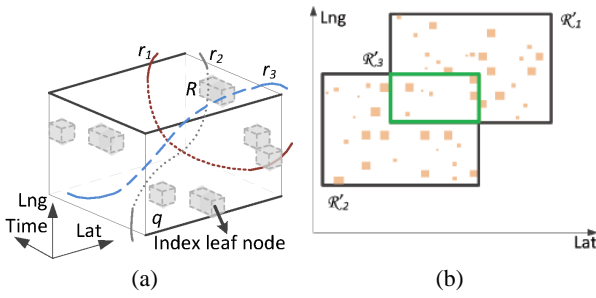 r1
r2
r3
R
q
Lng
Time
Lat
Index leaf node
(a)
Lng
R'1
R'3
R'2
Lat
(b)